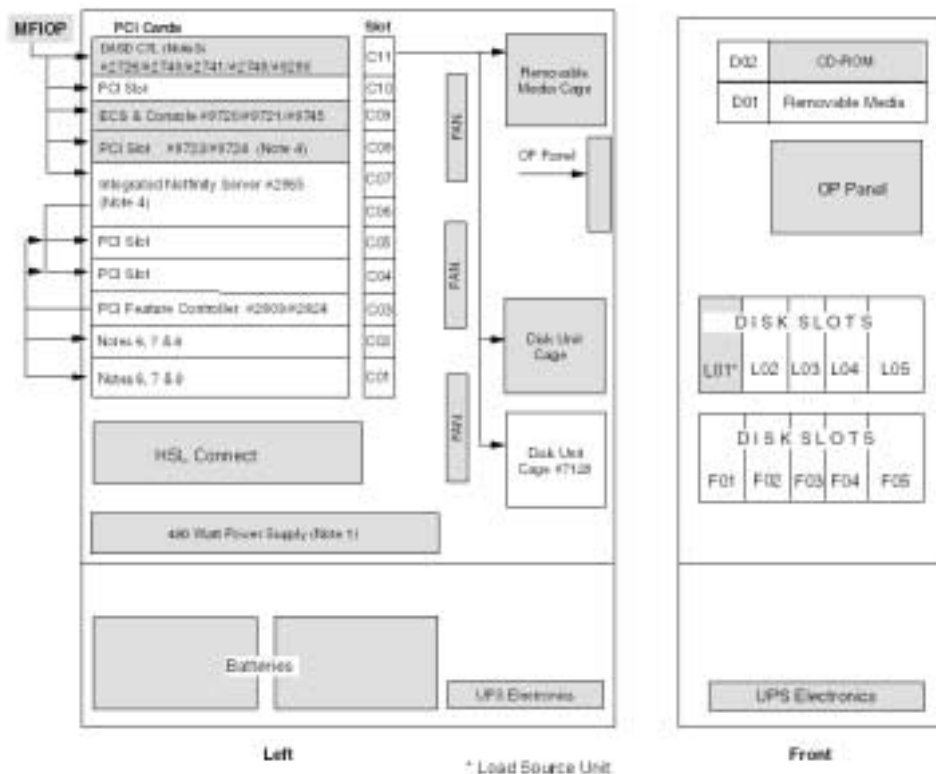 MFIOP
PCI Cards
Slot
DASD CTL (Note 5)
#2726/#2740/#2741/#2748/
C11
PCI Slot
C10
ECS & Console #9720/#9721/#9745
C09
PCI Slot #9723/ (Note 4)
C08
Integrated Netfinity Server #2865
(Note 4)
C07
C06
PCI Slot
C05
PCI Slot
C04
PCI Feature Controller #2809/#2824
C03
Notes 6, 7 & 8
C02
Notes 6, 7 & 8
C01
FAN
FAN
FAN
Removable
Media Cage
OP Panel
Disk Unit
Cage
Disk Unit
Cage #7128
HSL Connect
480 Watt Power Supply (Note 1)
Batteries
UPS Electronics
Left
* Load Source Unit
D02
CD-ROM
D01
Removable Media
OP Panel
DISK SLOTS
L01* L02 L03 L04 L05
DISK SLOTS
F01 F02 F03 F04 F05
UPS Electronics
Front